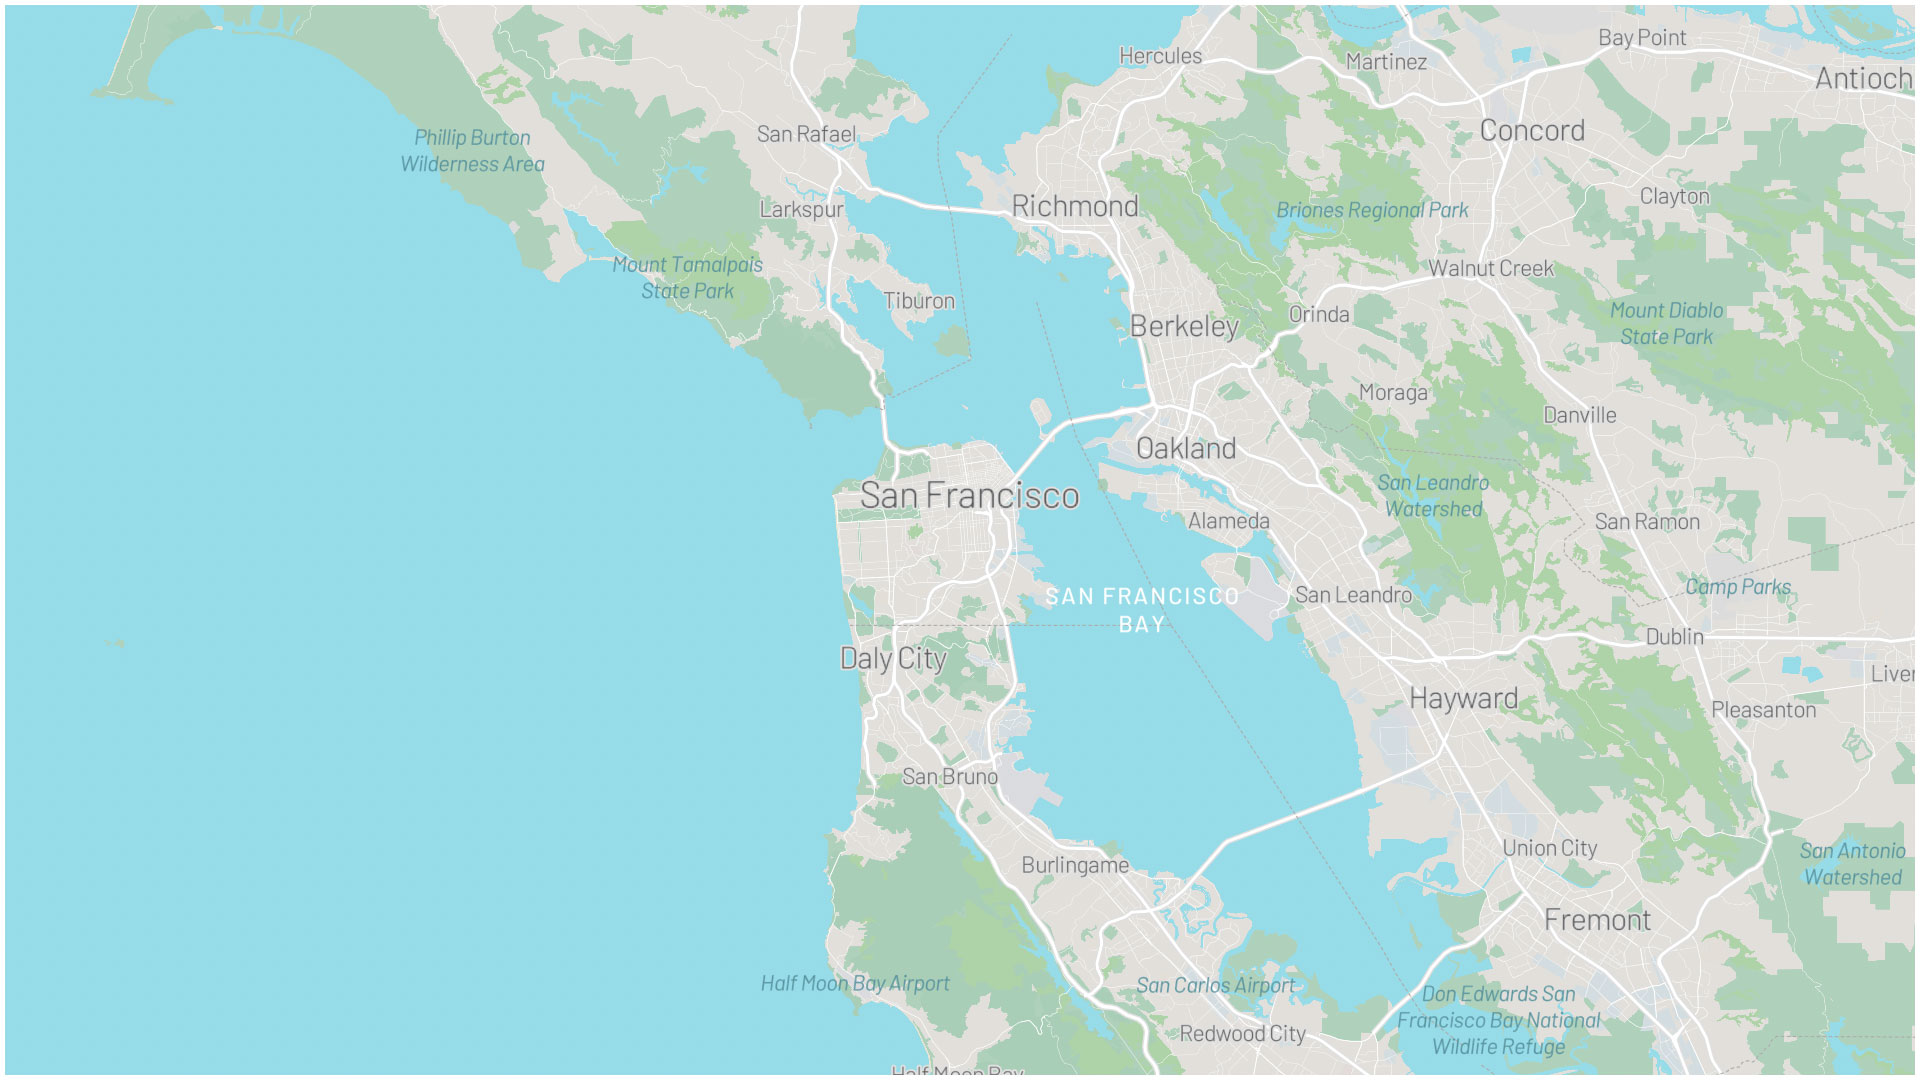 Bay Point
Hercules
Martinez
Antioch
Concord
San Rafael
Phillip Burton
Wilderness Area
Clayton
Larkspur
Richmond
Briones Regional Park
Mount Tamalpais
State Park
Walnut Creek
Tiburon
Orinda
Mount Diablo
State Park
Berkeley
Moraga
Danville
Oakland
San Leandro
Watershed
San Francisco
Alameda
San Ramon
SAN FRANCISCO
BAY
San Leandro
Camp Parks
Dublin
Daly City
Liver
Hayward
Pleasanton
San Bruno
Union City
San Antonio
Watershed
Burlingame
Fremont
Half Moon Bay Airport
San Carlos Airport
Don Edwards San
Francisco Bay National
Wildlife Refuge
Redwood City
Half Moon Bay